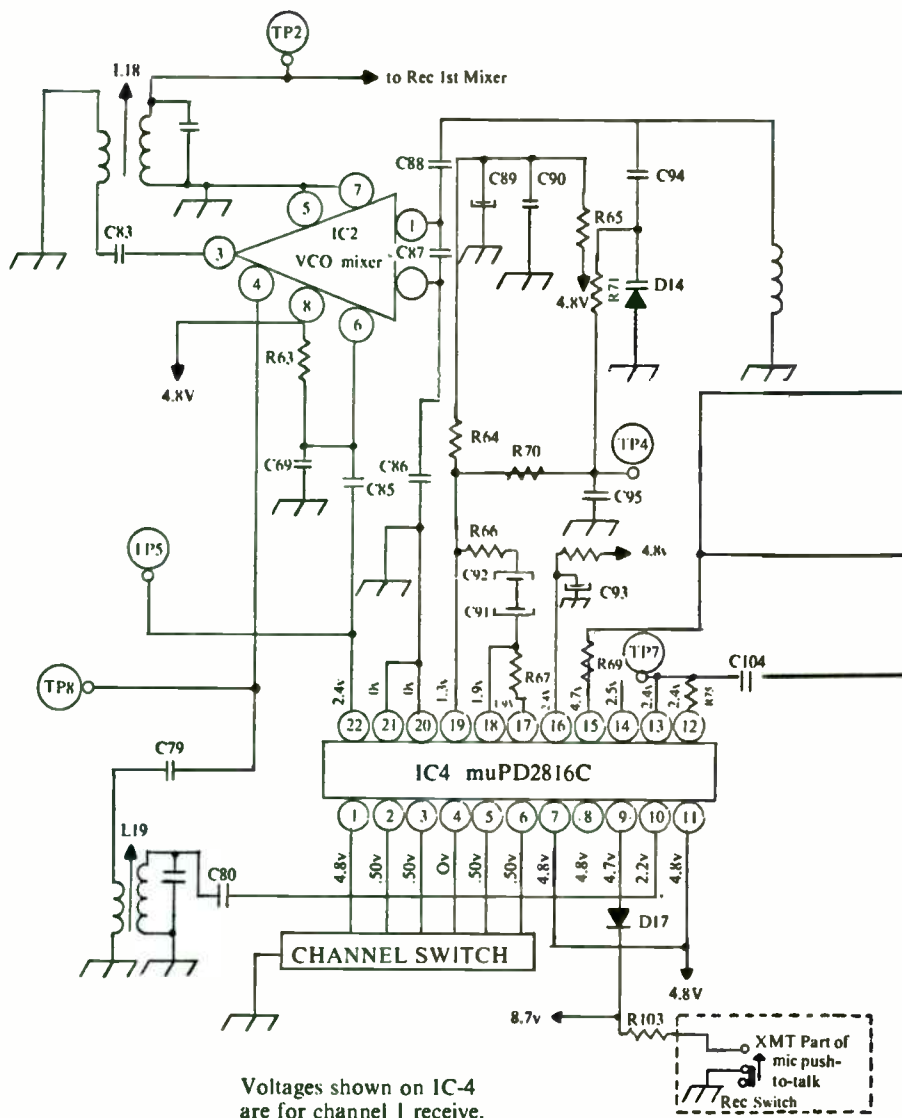 TP2
L18
to Rec 1st Mixer
C88
C89
C90
C94
R65
7
5
1
IC2
VCO mixer
C87
C83
3
4
8
6
4.8V
R71
D14
R63
4.8V
R64
R70
TP4
C69
C85
C86
C95
R66
4.8v
C92
C93
C91
TP5
TP7
R69
C104
R67
R75
TP8
2.4v
0v
0v
1.3v
1.9v
1.9v
2.4v
4.7v
2.5v
2.4v
2.4v
22
21
20
19
18
17
16
15
14
13
12
C79
IC4 muPD2816C
1
2
3
4
5
6
7
8
9
10
11
L19
C80
4.8v
.50v
.50v
Ov
.50v
.50v
4.8v
4.8v
4.7v
2.2v
4.8v
D17
CHANNEL SWITCH
4.8V
8.7v
R103
XMT Part of
mic push-
to-talk
Rec Switch
Voltages shown on IC-4
are for channel 1 receive.